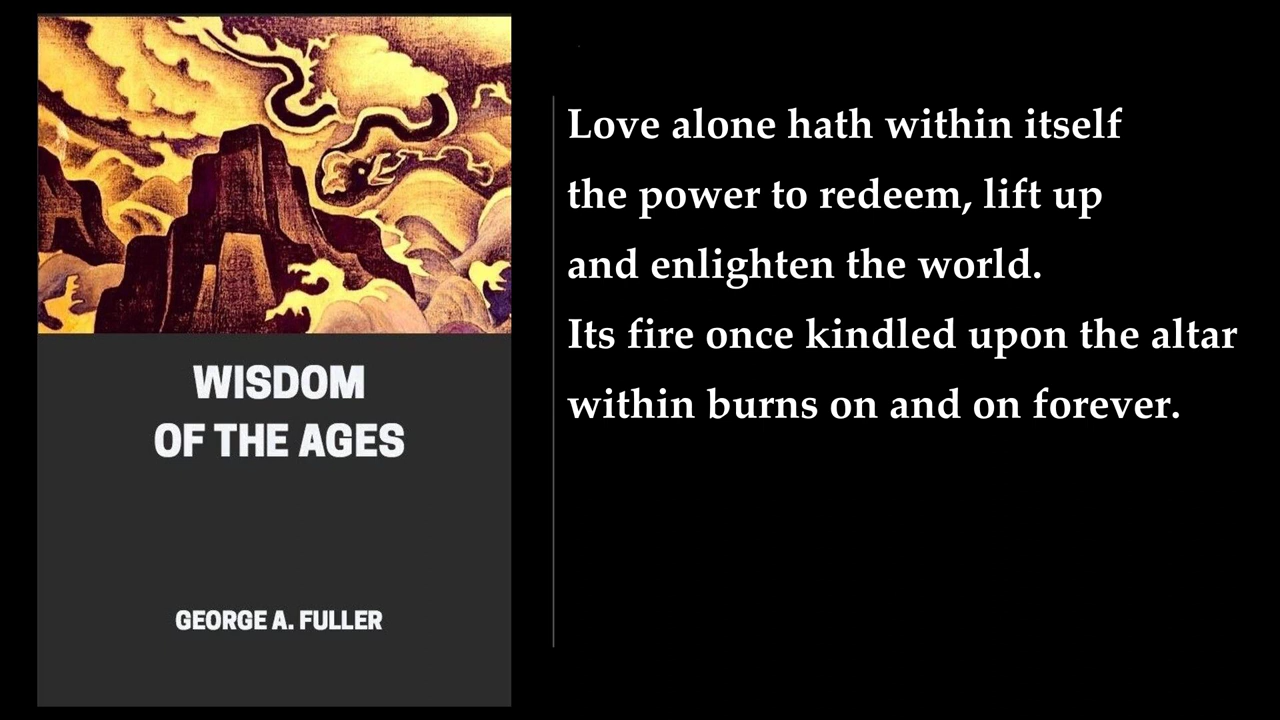 WISDOM
OF THE AGES
GEORGE A. FULLER
Love alone hath within itself
the power to redeem, lift up
and enlighten the world.
Its fire once kindled upon the altar
within burns on and on forever.